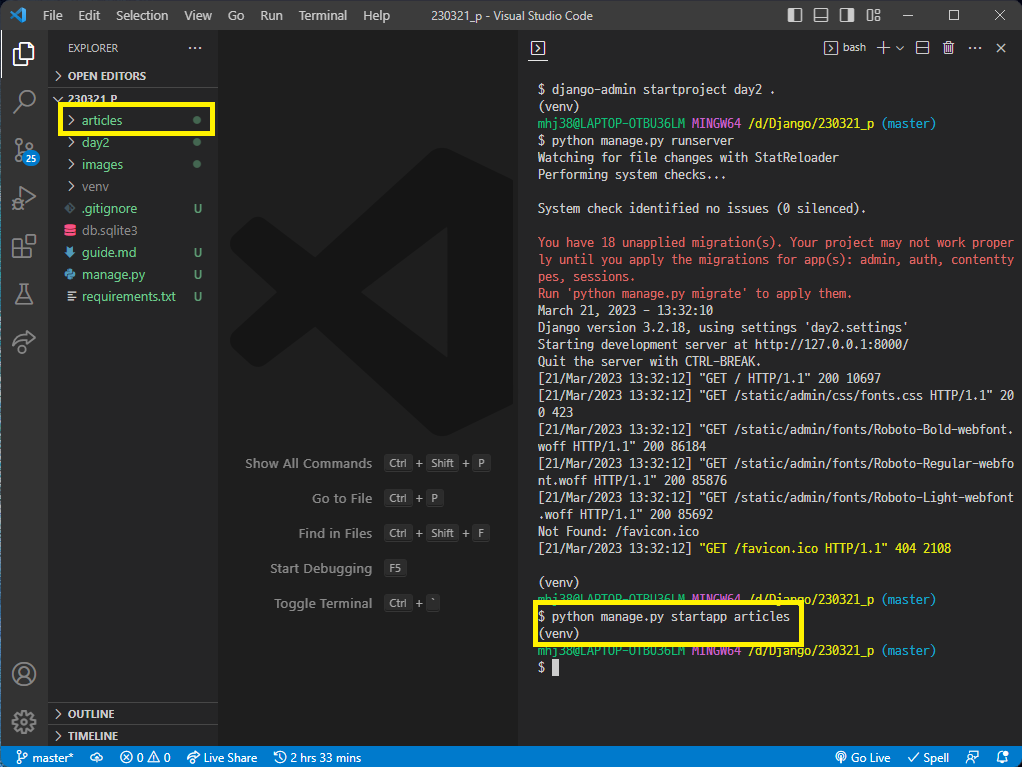 File Edit Selection View Go Run Terminal Help 230321_p - Visual Studio Code
EXPLORER
OPEN EDITORS
230321_P
articles
day2
images
venv
.gitignore U
db.sqlite3
guide.md U
manage.py U
requirements.txt U
OUTLINE
TIMELINE
25
Show All Commands Ctrl + Shift + P
Go to File Ctrl + P
Find in Files Ctrl + Shift + F
Start Debugging F5
Toggle Terminal Ctrl + `
bash
$ django-admin startproject day2 .
(venv)
mhj38@LAPTOP-OTBU36LM MINGW64 /d/Django/230321_p (master)
$ python manage.py runserver
Watching for file changes with StatReloader
Performing system checks...
System check identified no issues (0 silenced).
You have 18 unapplied migration(s). Your project may not work proper
ly until you apply the migrations for app(s): admin, auth, contentty
pes, sessions.
Run 'python manage.py migrate' to apply them.
March 21, 2023 - 13:32:10
Django version 3.2.18, using settings 'day2.settings'
Starting development server at http://127.0.0.1:8000/
Quit the server with CTRL-BREAK.
[21/Mar/2023 13:32:12] "GET / HTTP/1.1" 200 10697
[21/Mar/2023 13:32:12] "GET /static/admin/css/fonts.css HTTP/1.1" 20
0 423
[21/Mar/2023 13:32:12] "GET /static/admin/fonts/Roboto-Bold-webfont.
woff HTTP/1.1" 200 86184
[21/Mar/2023 13:32:12] "GET /static/admin/fonts/Roboto-Regular-webfo
nt.woff HTTP/1.1" 200 85876
[21/Mar/2023 13:32:12] "GET /static/admin/fonts/Roboto-Light-webfont
.woff HTTP/1.1" 200 85692
Not Found: /favicon.ico
[21/Mar/2023 13:32:12] "GET /favicon.ico HTTP/1.1" 404 2108
(venv)
mhj38@LAPTOP-OTBU36LM MINGW64 /d/Django/230321_p (master)
$ python manage.py startapp articles
(venv)
mhj38@LAPTOP-OTBU36LM MINGW64 /d/Django/230321_p (master)
$
master* 0 0 Live Share 2 hrs 33 mins Go Live Spell